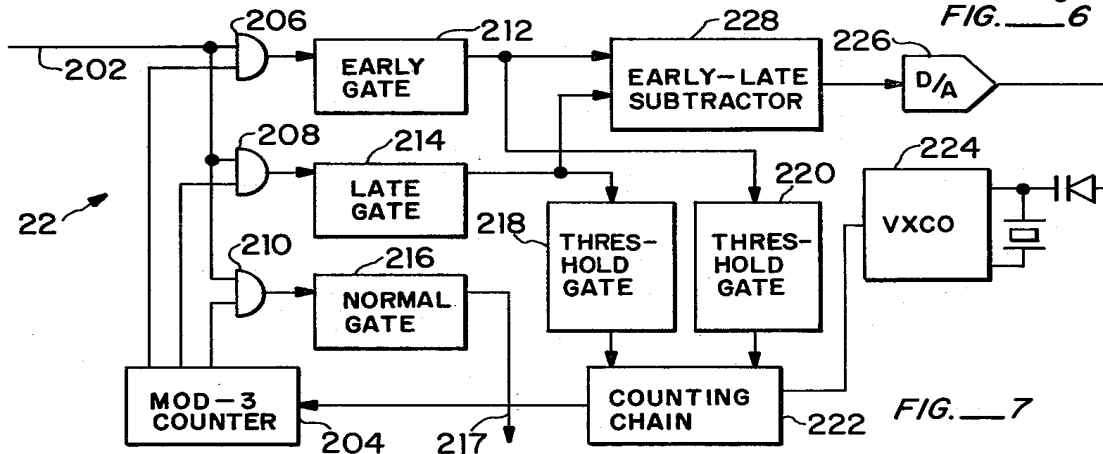 FIG. 6
206
212
228
226
202
EARLY
GATE
EARLY-LATE
SUBTRACTOR
D/A
208
214
224
22
LATE
GATE
220
218
THRES-
HOLD
GATE
THRES-
HOLD
GATE
VXCO
210
216
NORMAL
GATE
MOD-3
COUNTER
COUNTING
CHAIN
204
217
222
FIG. 7